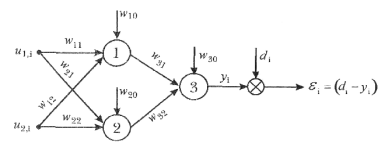 w₁₀
u₁,ᵢ w₁₁ 1
w₂₁ w₃₁ w₃₀
3 yᵢ dᵢ εᵢ = (dᵢ − yᵢ)
w₁₂ w₂₀ w₃₂
u₂,ᵢ w₂₂ 2